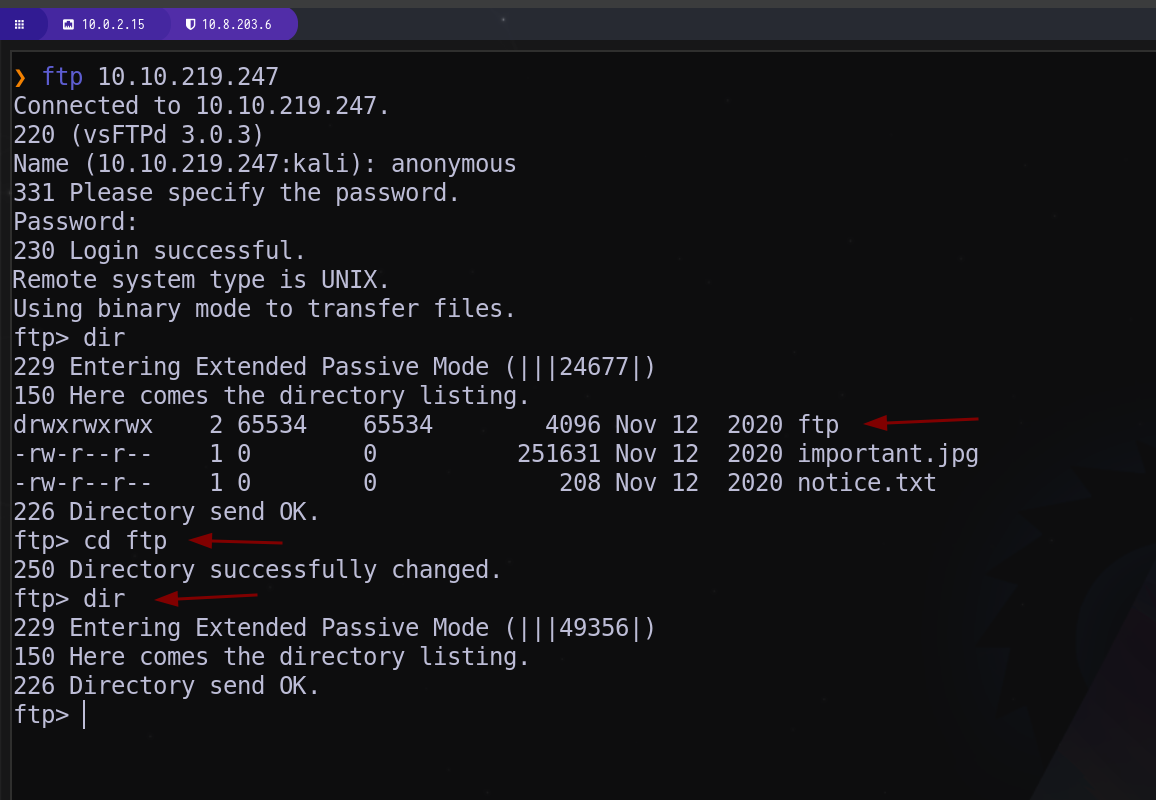 10.0.2.15 10.8.203.6
❯ ftp 10.10.219.247
Connected to 10.10.219.247.
220 (vsFTPd 3.0.3)
Name (10.10.219.247:kali): anonymous
331 Please specify the password.
Password:
230 Login successful.
Remote system type is UNIX.
Using binary mode to transfer files.
ftp> dir
229 Entering Extended Passive Mode (|||24677|)
150 Here comes the directory listing.
drwxrwxrwx    2 65534    65534        4096 Nov 12  2020 ftp
-rw-r--r--    1 0        0          251631 Nov 12  2020 important.jpg
-rw-r--r--    1 0        0             208 Nov 12  2020 notice.txt
226 Directory send OK.
ftp> cd ftp
250 Directory successfully changed.
ftp> dir
229 Entering Extended Passive Mode (|||49356|)
150 Here comes the directory listing.
226 Directory send OK.
ftp>